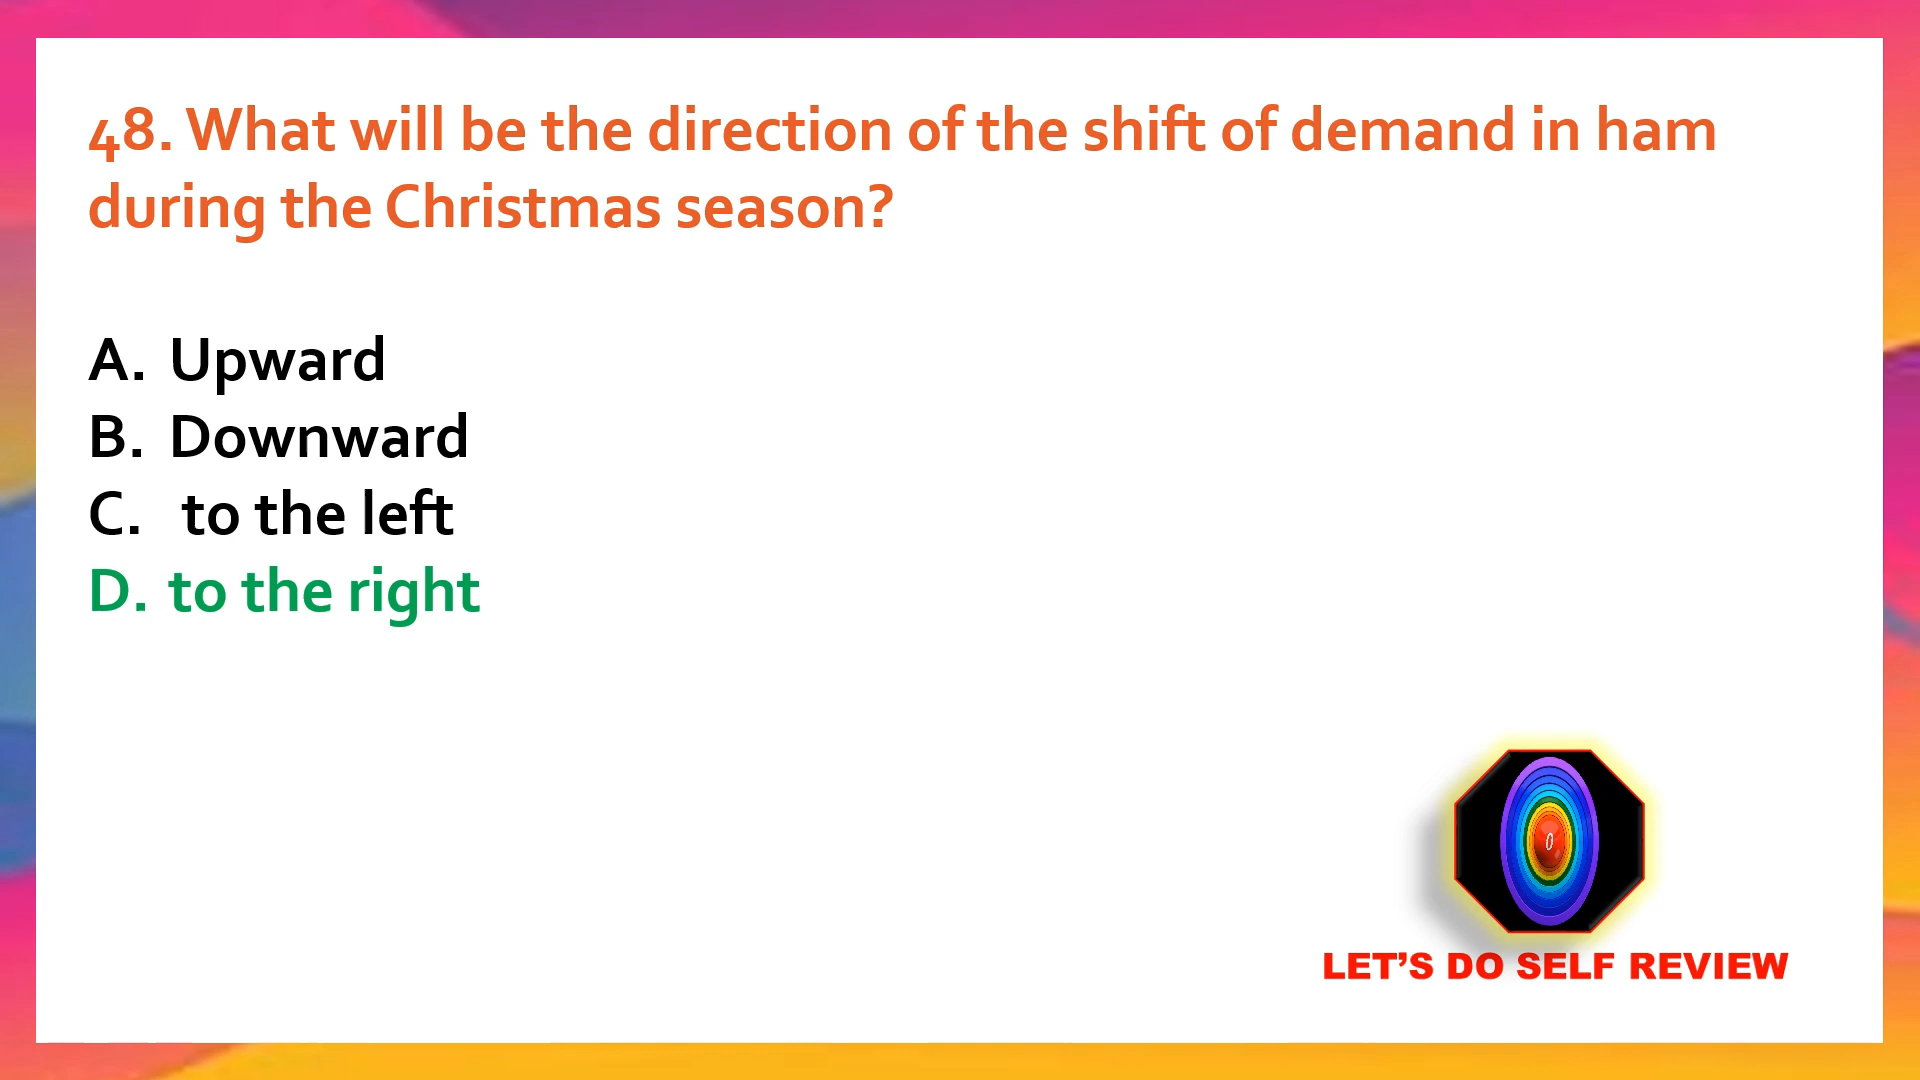 48. What will be the direction of the shift of demand in ham
during the Christmas season?
A. Upward
B. Downward
C. to the left
D. to the right
0
LET'S DO SELF REVIEW